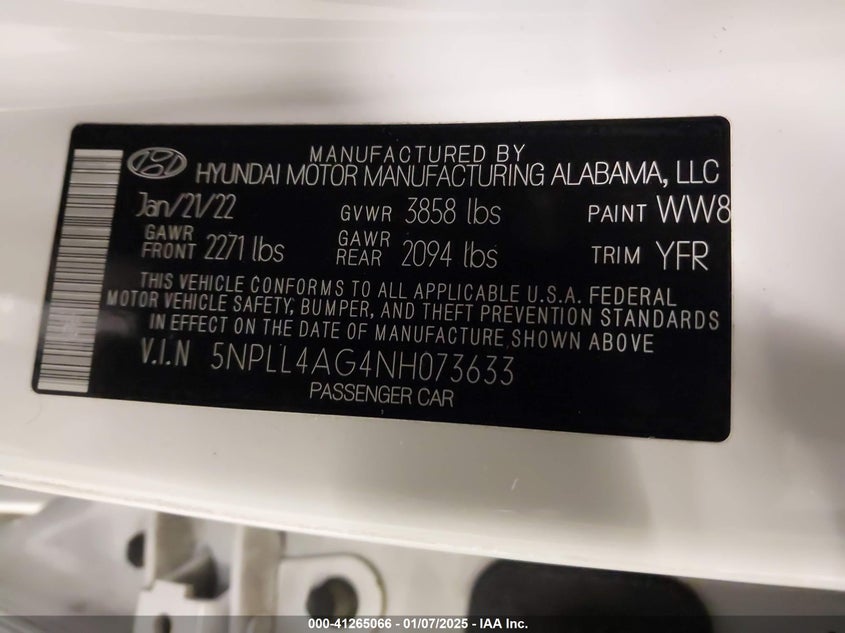 MANUFACTURED BY
HYUNDAI MOTOR MANUFACTURING ALABAMA, LLC
Jan/21/22 GVWR 3858 lbs PAINT WW8
GAWR FRONT 2271 lbs GAWR REAR 2094 lbs TRIM YFR
THIS VEHICLE CONFORMS TO ALL APPLICABLE U.S.A. FEDERAL
MOTOR VEHICLE SAFETY, BUMPER, AND THEFT PREVENTION STANDARDS
IN EFFECT ON THE DATE OF MANUFACTURE, SHOWN ABOVE
V.I.N 5NPLL4AG4NH073633
PASSENGER CAR
000-41265066 - 01/07/2025 - IAA Inc.